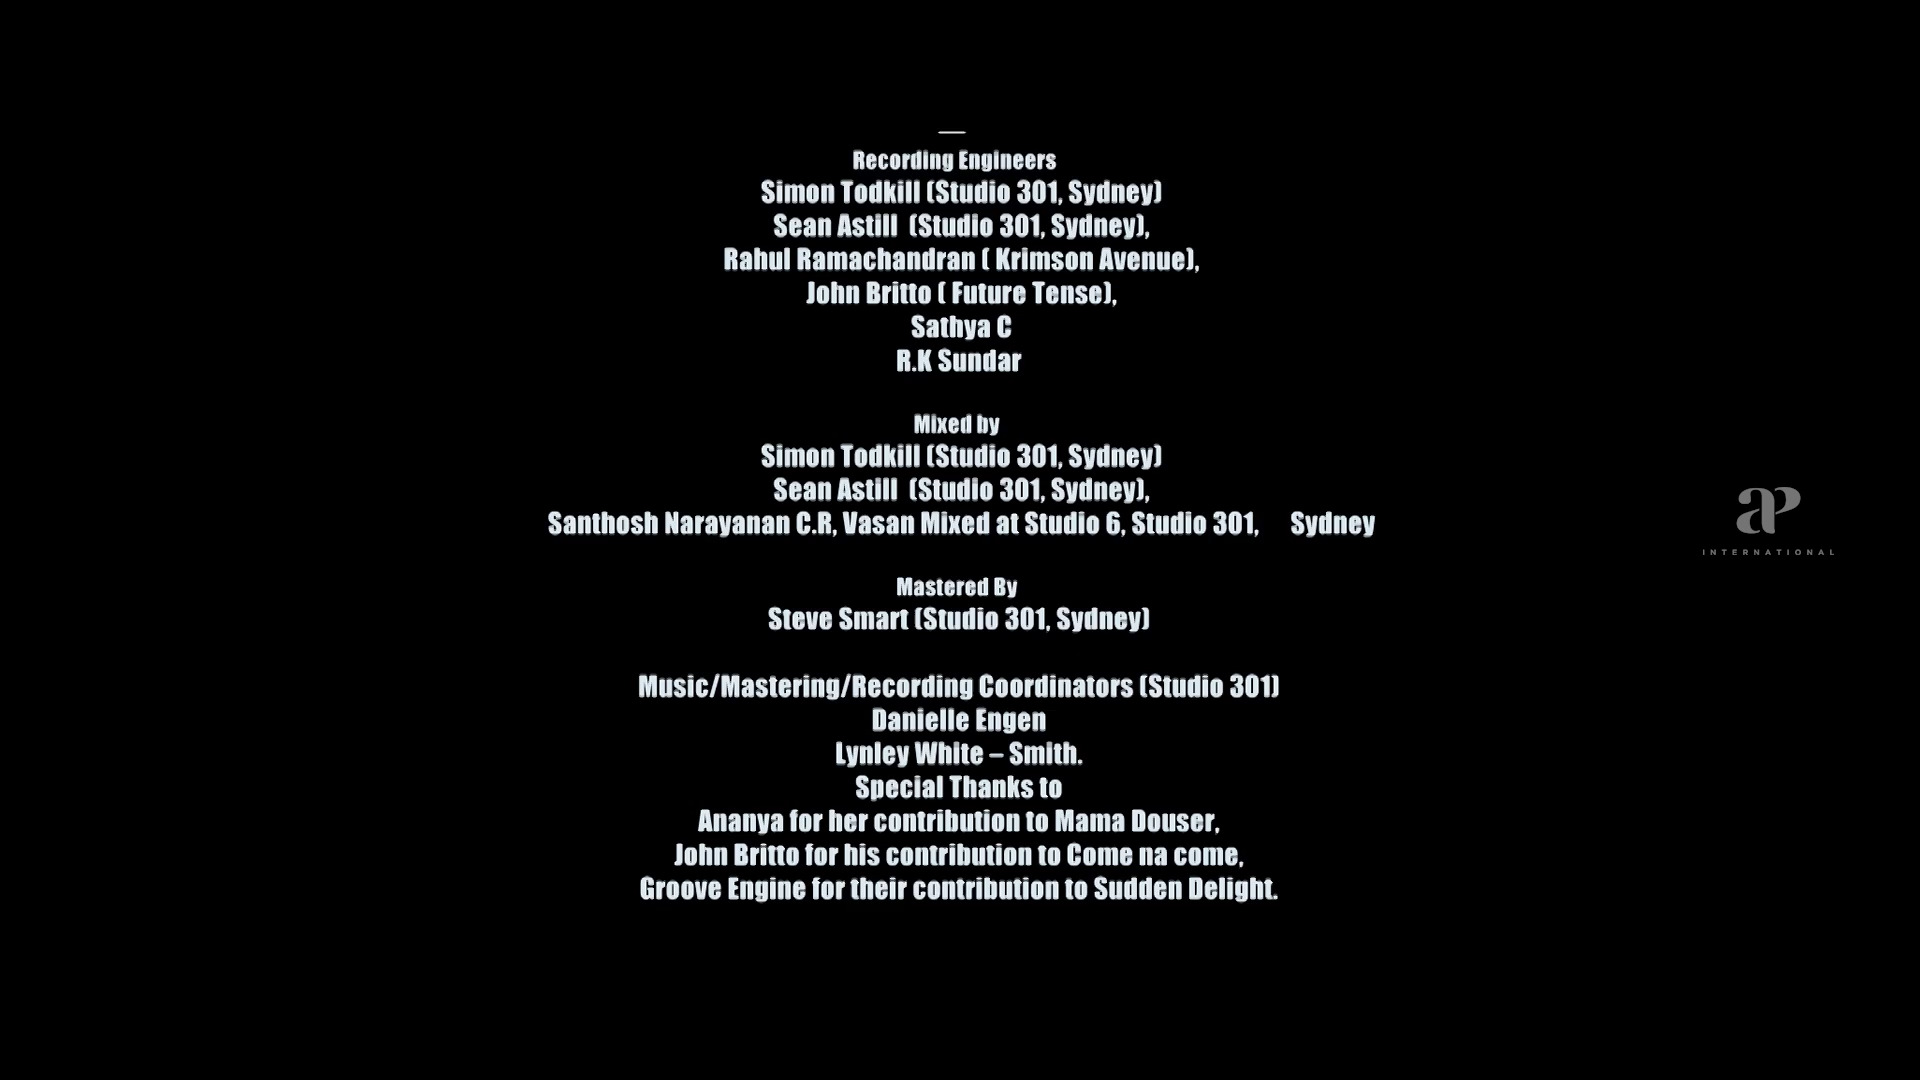 Recording Engineers
Simon Todkill (Studio 301, Sydney)
Sean Astill  (Studio 301, Sydney),
Rahul Ramachandran ( Krimson Avenue),
John Britto ( Future Tense),
Sathya C
R.K Sundar
Mixed by
Simon Todkill (Studio 301, Sydney)
Sean Astill  (Studio 301, Sydney),
Santhosh Narayanan C.R, Vasan Mixed at Studio 6, Studio 301,     Sydney
Mastered By
Steve Smart (Studio 301, Sydney)
Music/Mastering/Recording Coordinators (Studio 301)
Danielle Engen
Lynley White – Smith.
Special Thanks to
Ananya for her contribution to Mama Douser,
John Britto for his contribution to Come na come,
Groove Engine for their contribution to Sudden Delight.
aP
INTERNATIONAL